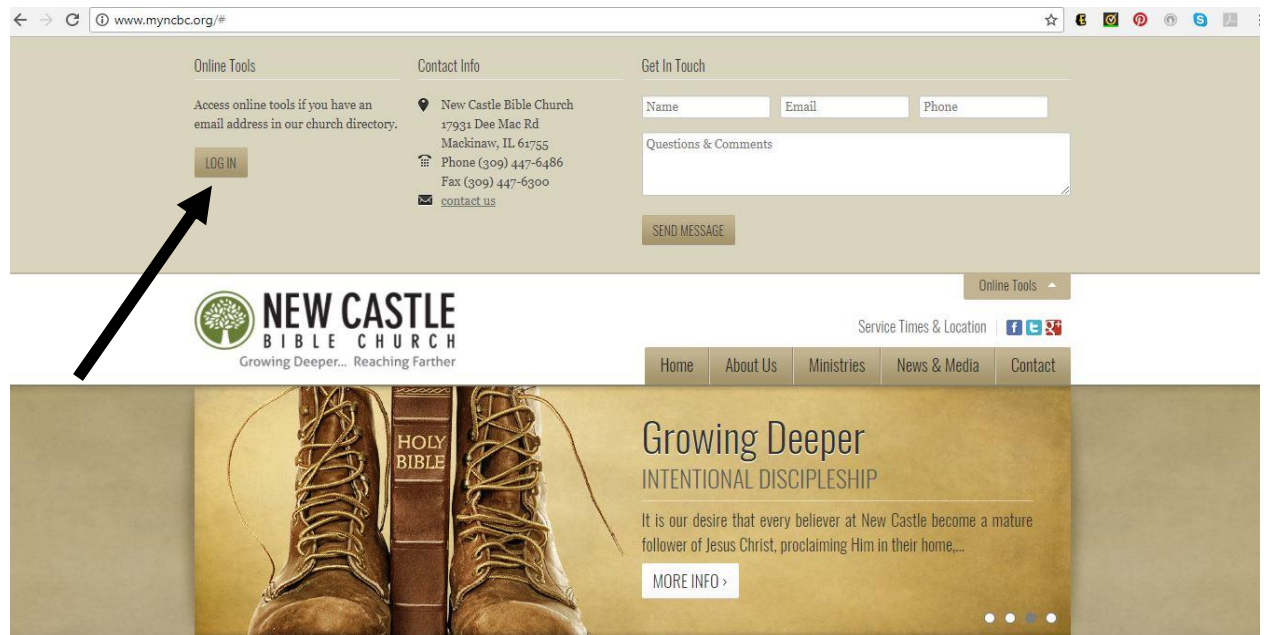 www.myncbc.org/#
Online Tools
Access online tools if you have an
email address in our church directory.
LOG IN
Contact Info
New Castle Bible Church
17931 Dee Mac Rd
Mackinaw, IL 61755
Phone (309) 447-6486
Fax (309) 447-6300
contact us
Get In Touch
Name
Email
Phone
Questions & Comments
SEND MESSAGE
Online Tools
NEW CASTLE
BIBLE CHURCH
Growing Deeper... Reaching Farther
Service Times & Location
Home
About Us
Ministries
News & Media
Contact
HOLY
BIBLE
Growing Deeper
INTENTIONAL DISCIPLESHIP
It is our desire that every believer at New Castle become a mature
follower of Jesus Christ, proclaiming Him in their home,...
MORE INFO ›